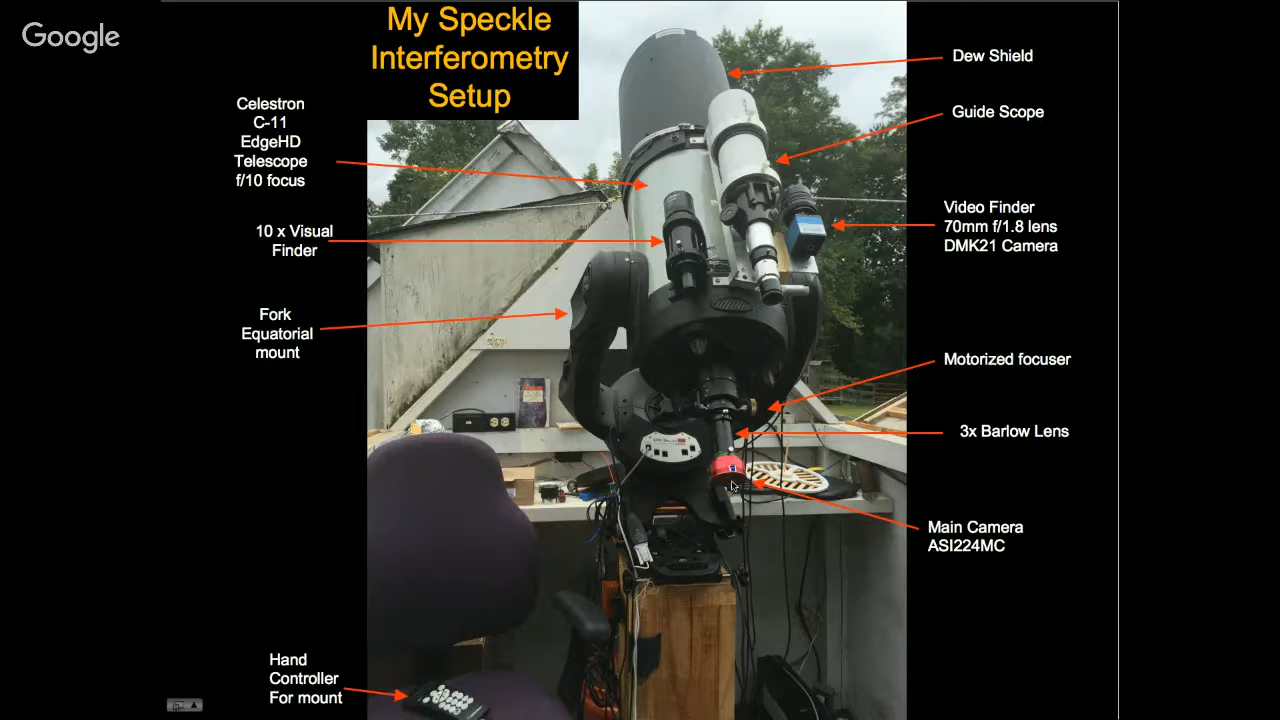 Google
My Speckle
Interferometry
Setup
Celestron
C-11
EdgeHD
Telescope
f/10 focus
10 x Visual
Finder
Fork
Equatorial
mount
Hand
Controller
For mount
Dew Shield
Guide Scope
Video Finder
70mm f/1.8 lens
DMK21 Camera
Motorized focuser
3x Barlow Lens
Main Camera
ASI224MC